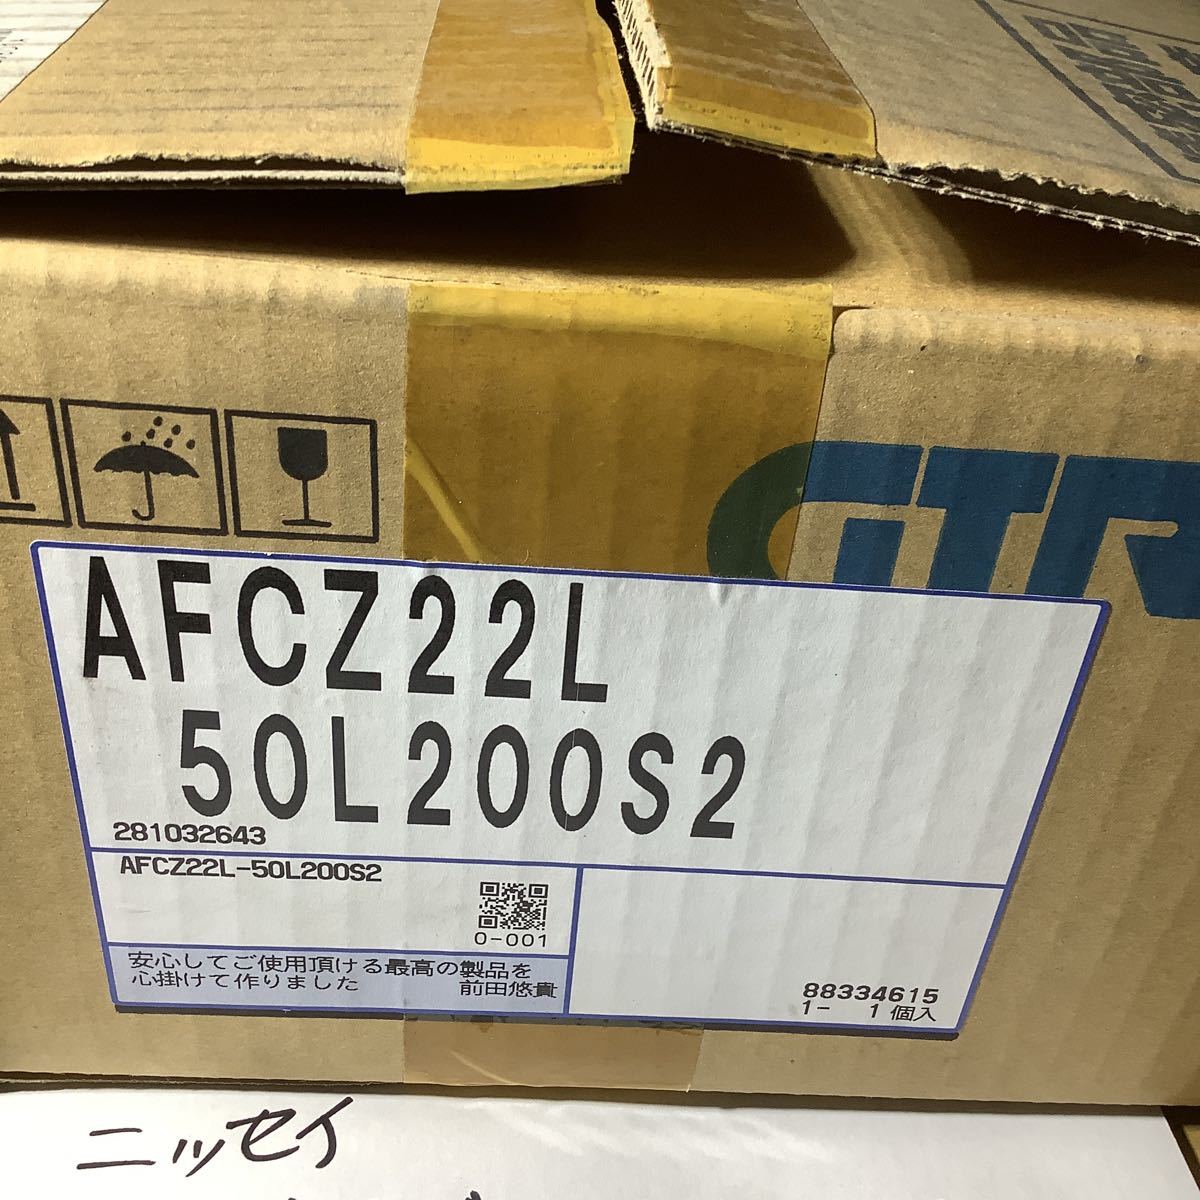 GTR
AFCZ22L
50L200S2
281032643
AFCZ22L-50L200S2
0-001
安心してご使用頂ける最高の製品を
心掛けて作りました 前田悠貴
88334615
1- 1個入
ニッセイ